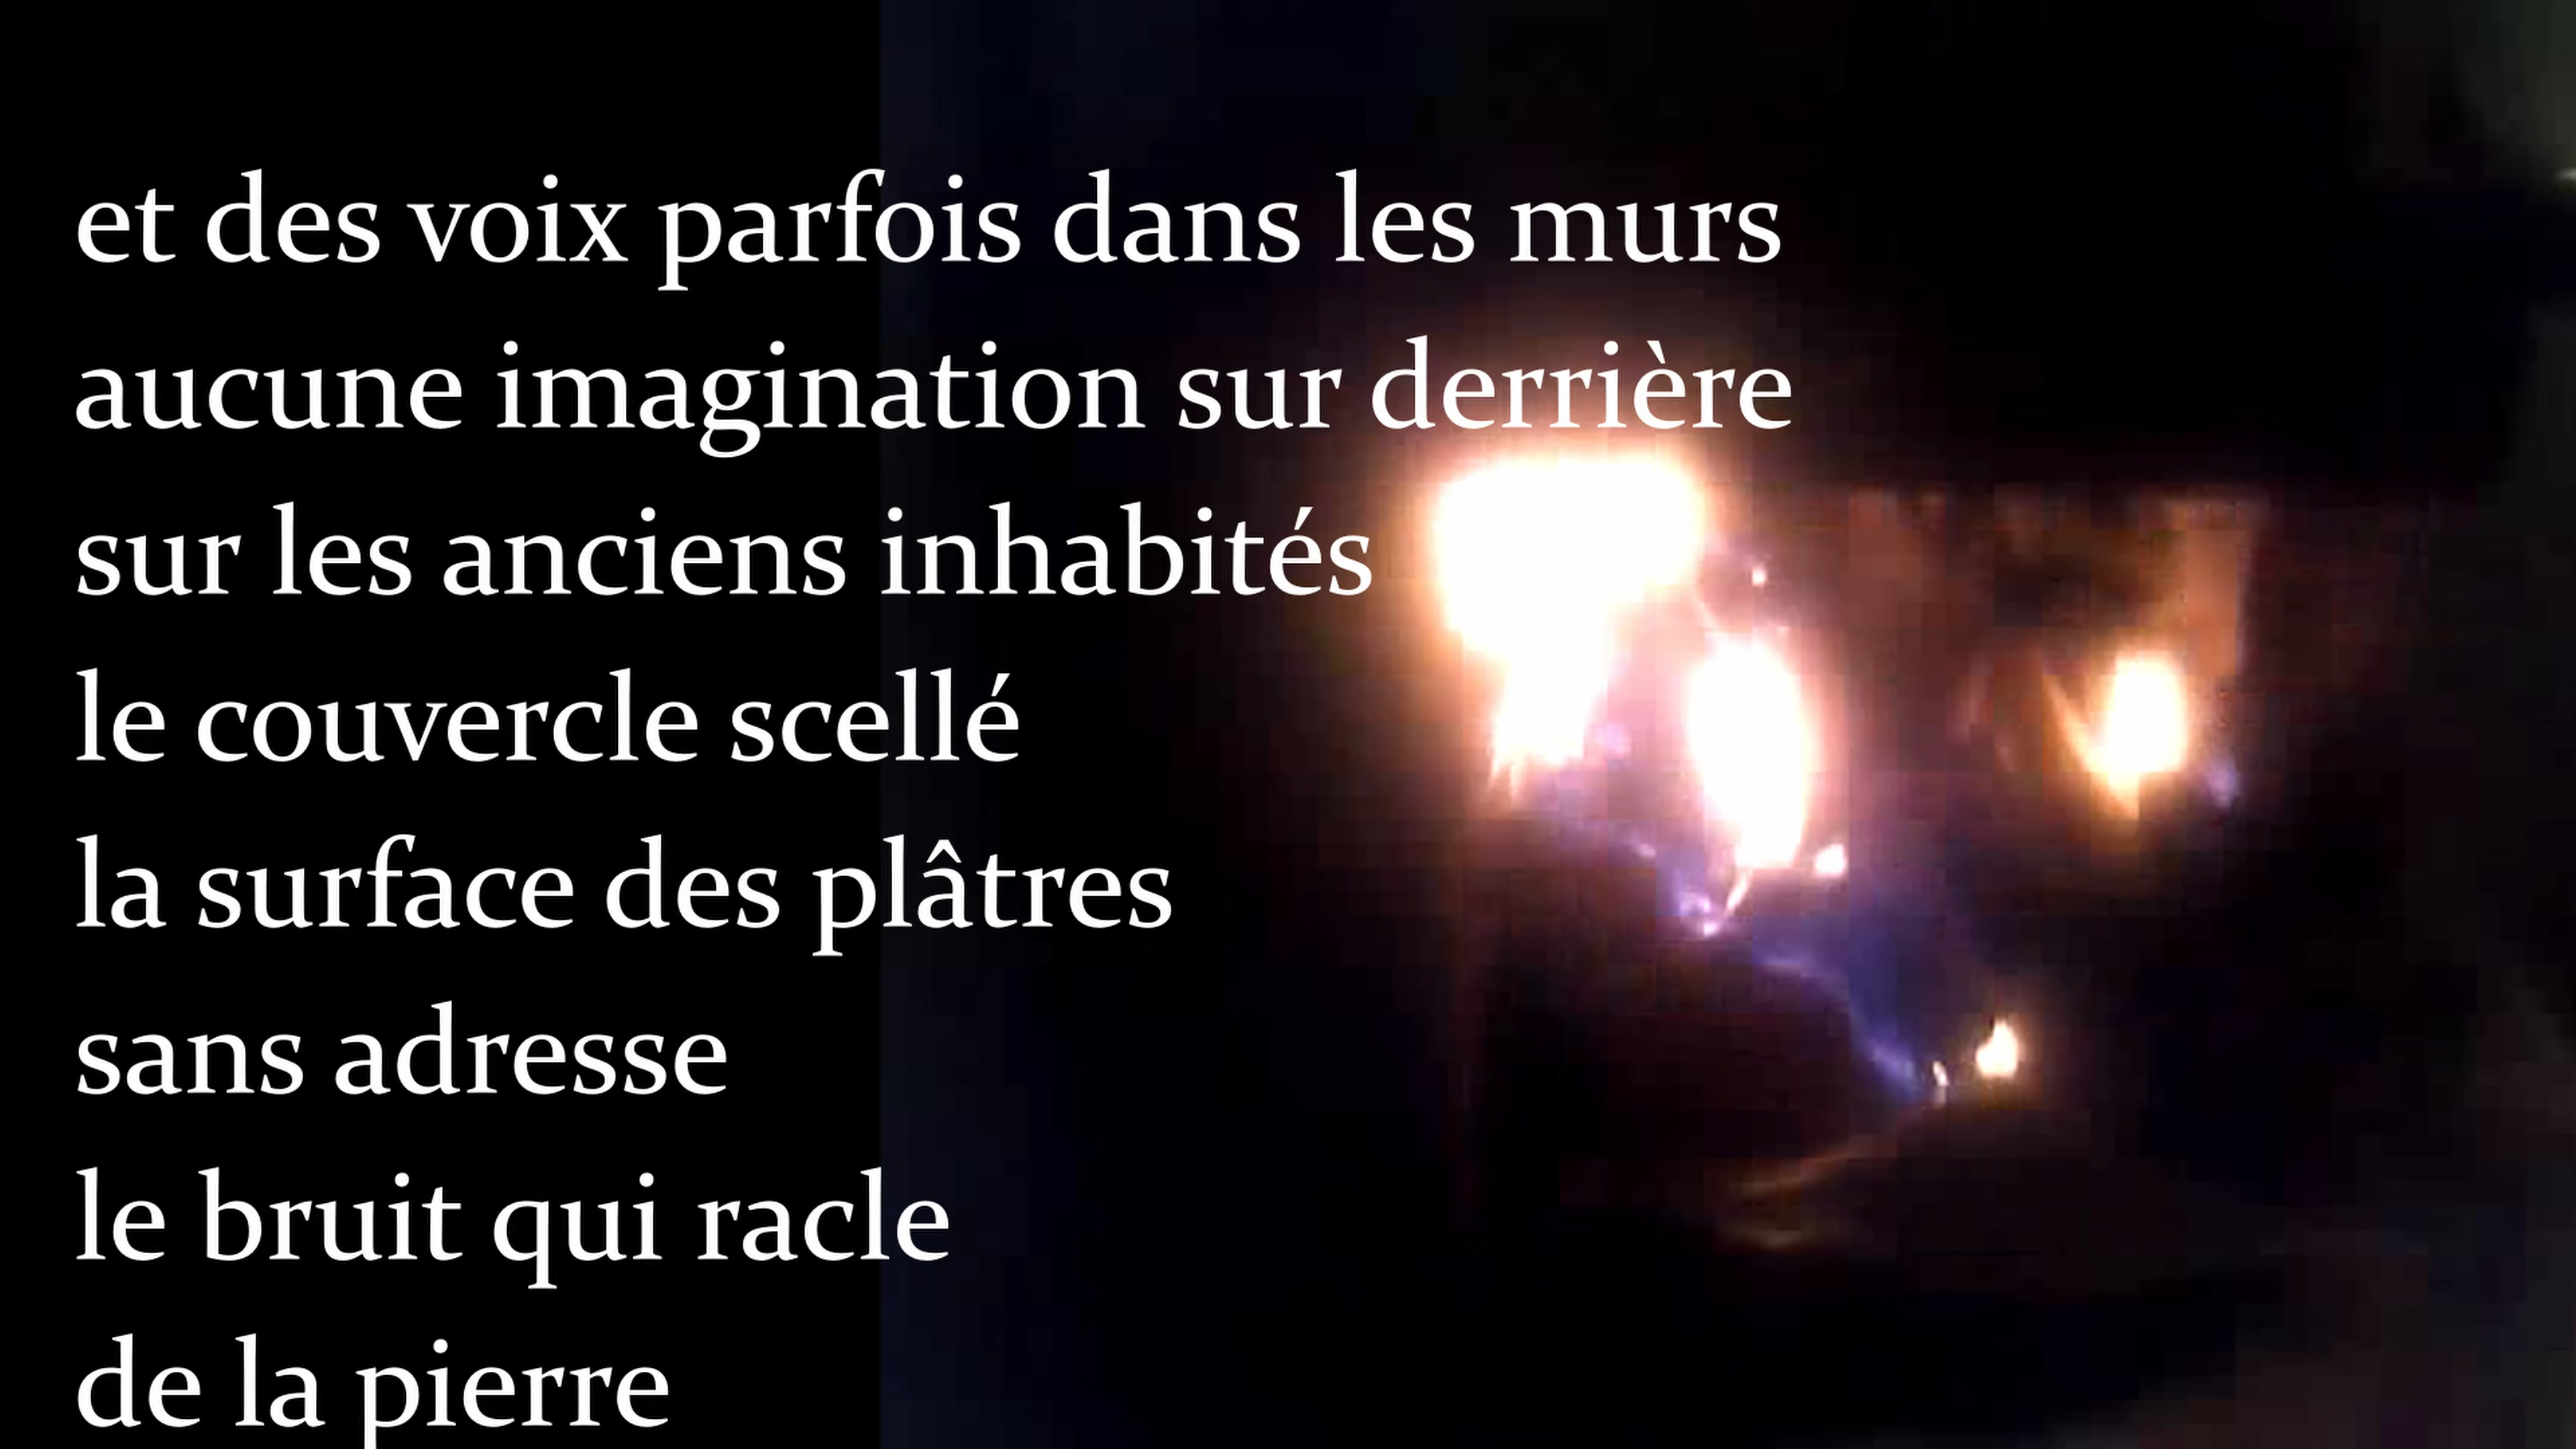 et des voix parfois dans les murs
aucune imagination sur derrière
sur les anciens inhabités
le couvercle scellé
la surface des plâtres
sans adresse
le bruit qui racle
de la pierre